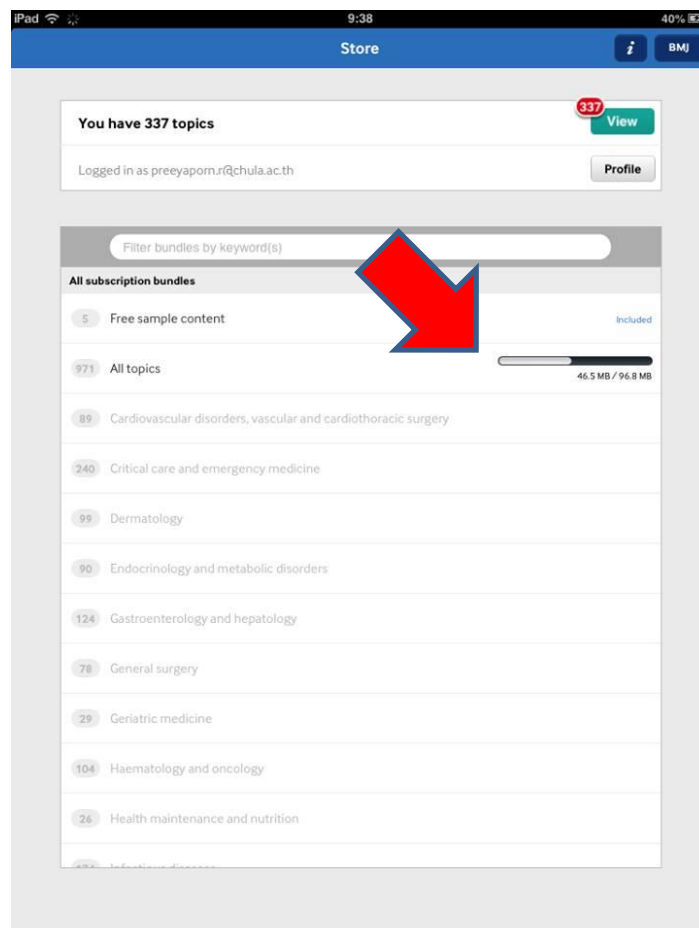 iPad 9:38 40%
Store i BMJ
337
You have 337 topics View
Logged in as preeyaporn.r@chula.ac.th Profile
Filter bundles by keyword(s)
All subscription bundles
5 Free sample content Included
971 All topics
46.5 MB / 96.8 MB
89 Cardiovascular disorders, vascular and cardiothoracic surgery
240 Critical care and emergency medicine
99 Dermatology
90 Endocrinology and metabolic disorders
124 Gastroenterology and hepatology
78 General surgery
29 Geriatric medicine
104 Haematology and oncology
26 Health maintenance and nutrition